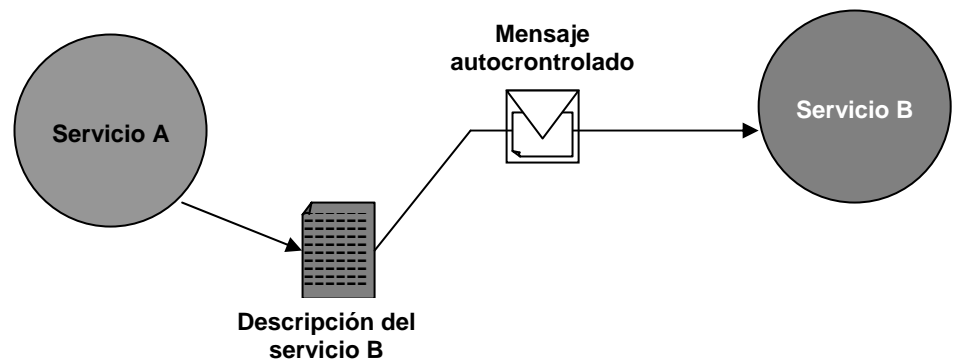 Mensaje
autocrontrolado
Servicio A
Servicio B
Descripción del
servicio B